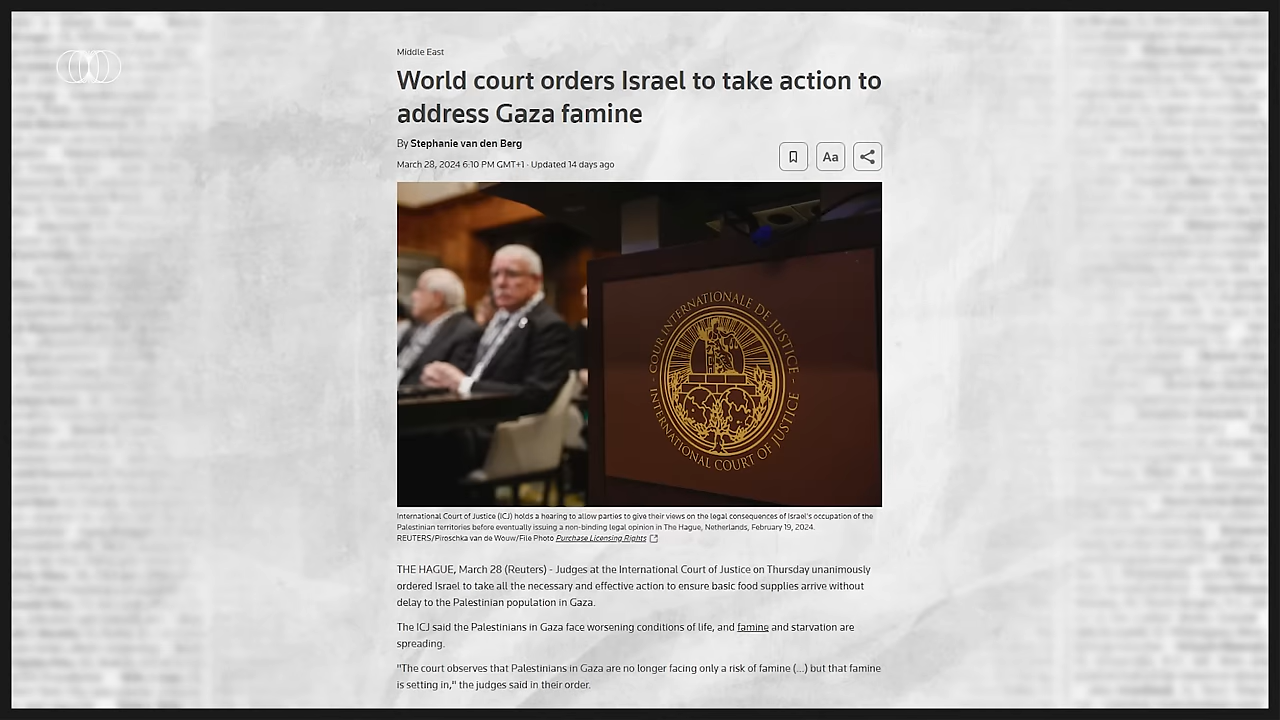 Middle East
World court orders Israel to take action to
address Gaza famine
By Stephanie van den Berg
March 28, 2024 6:10 PM GMT+1 · Updated 14 days ago
Aa
COUR INTERNATIONALE DE JUSTICE
INTERNATIONAL COURT OF JUSTICE
International Court of Justice (ICJ) holds a hearing to allow parties to give their views on the legal consequences of Israel's occupation of the
Palestinian territories before eventually issuing a non-binding legal opinion in The Hague, Netherlands, February 19, 2024.
REUTERS/Piroschka van de Wouw/File Photo Purchase Licensing Rights
THE HAGUE, March 28 (Reuters) - Judges at the International Court of Justice on Thursday unanimously
ordered Israel to take all the necessary and effective action to ensure basic food supplies arrive without
delay to the Palestinian population in Gaza.
The ICJ said the Palestinians in Gaza face worsening conditions of life, and famine and starvation are
spreading.
"The court observes that Palestinians in Gaza are no longer facing only a risk of famine (...) but that famine
is setting in," the judges said in their order.